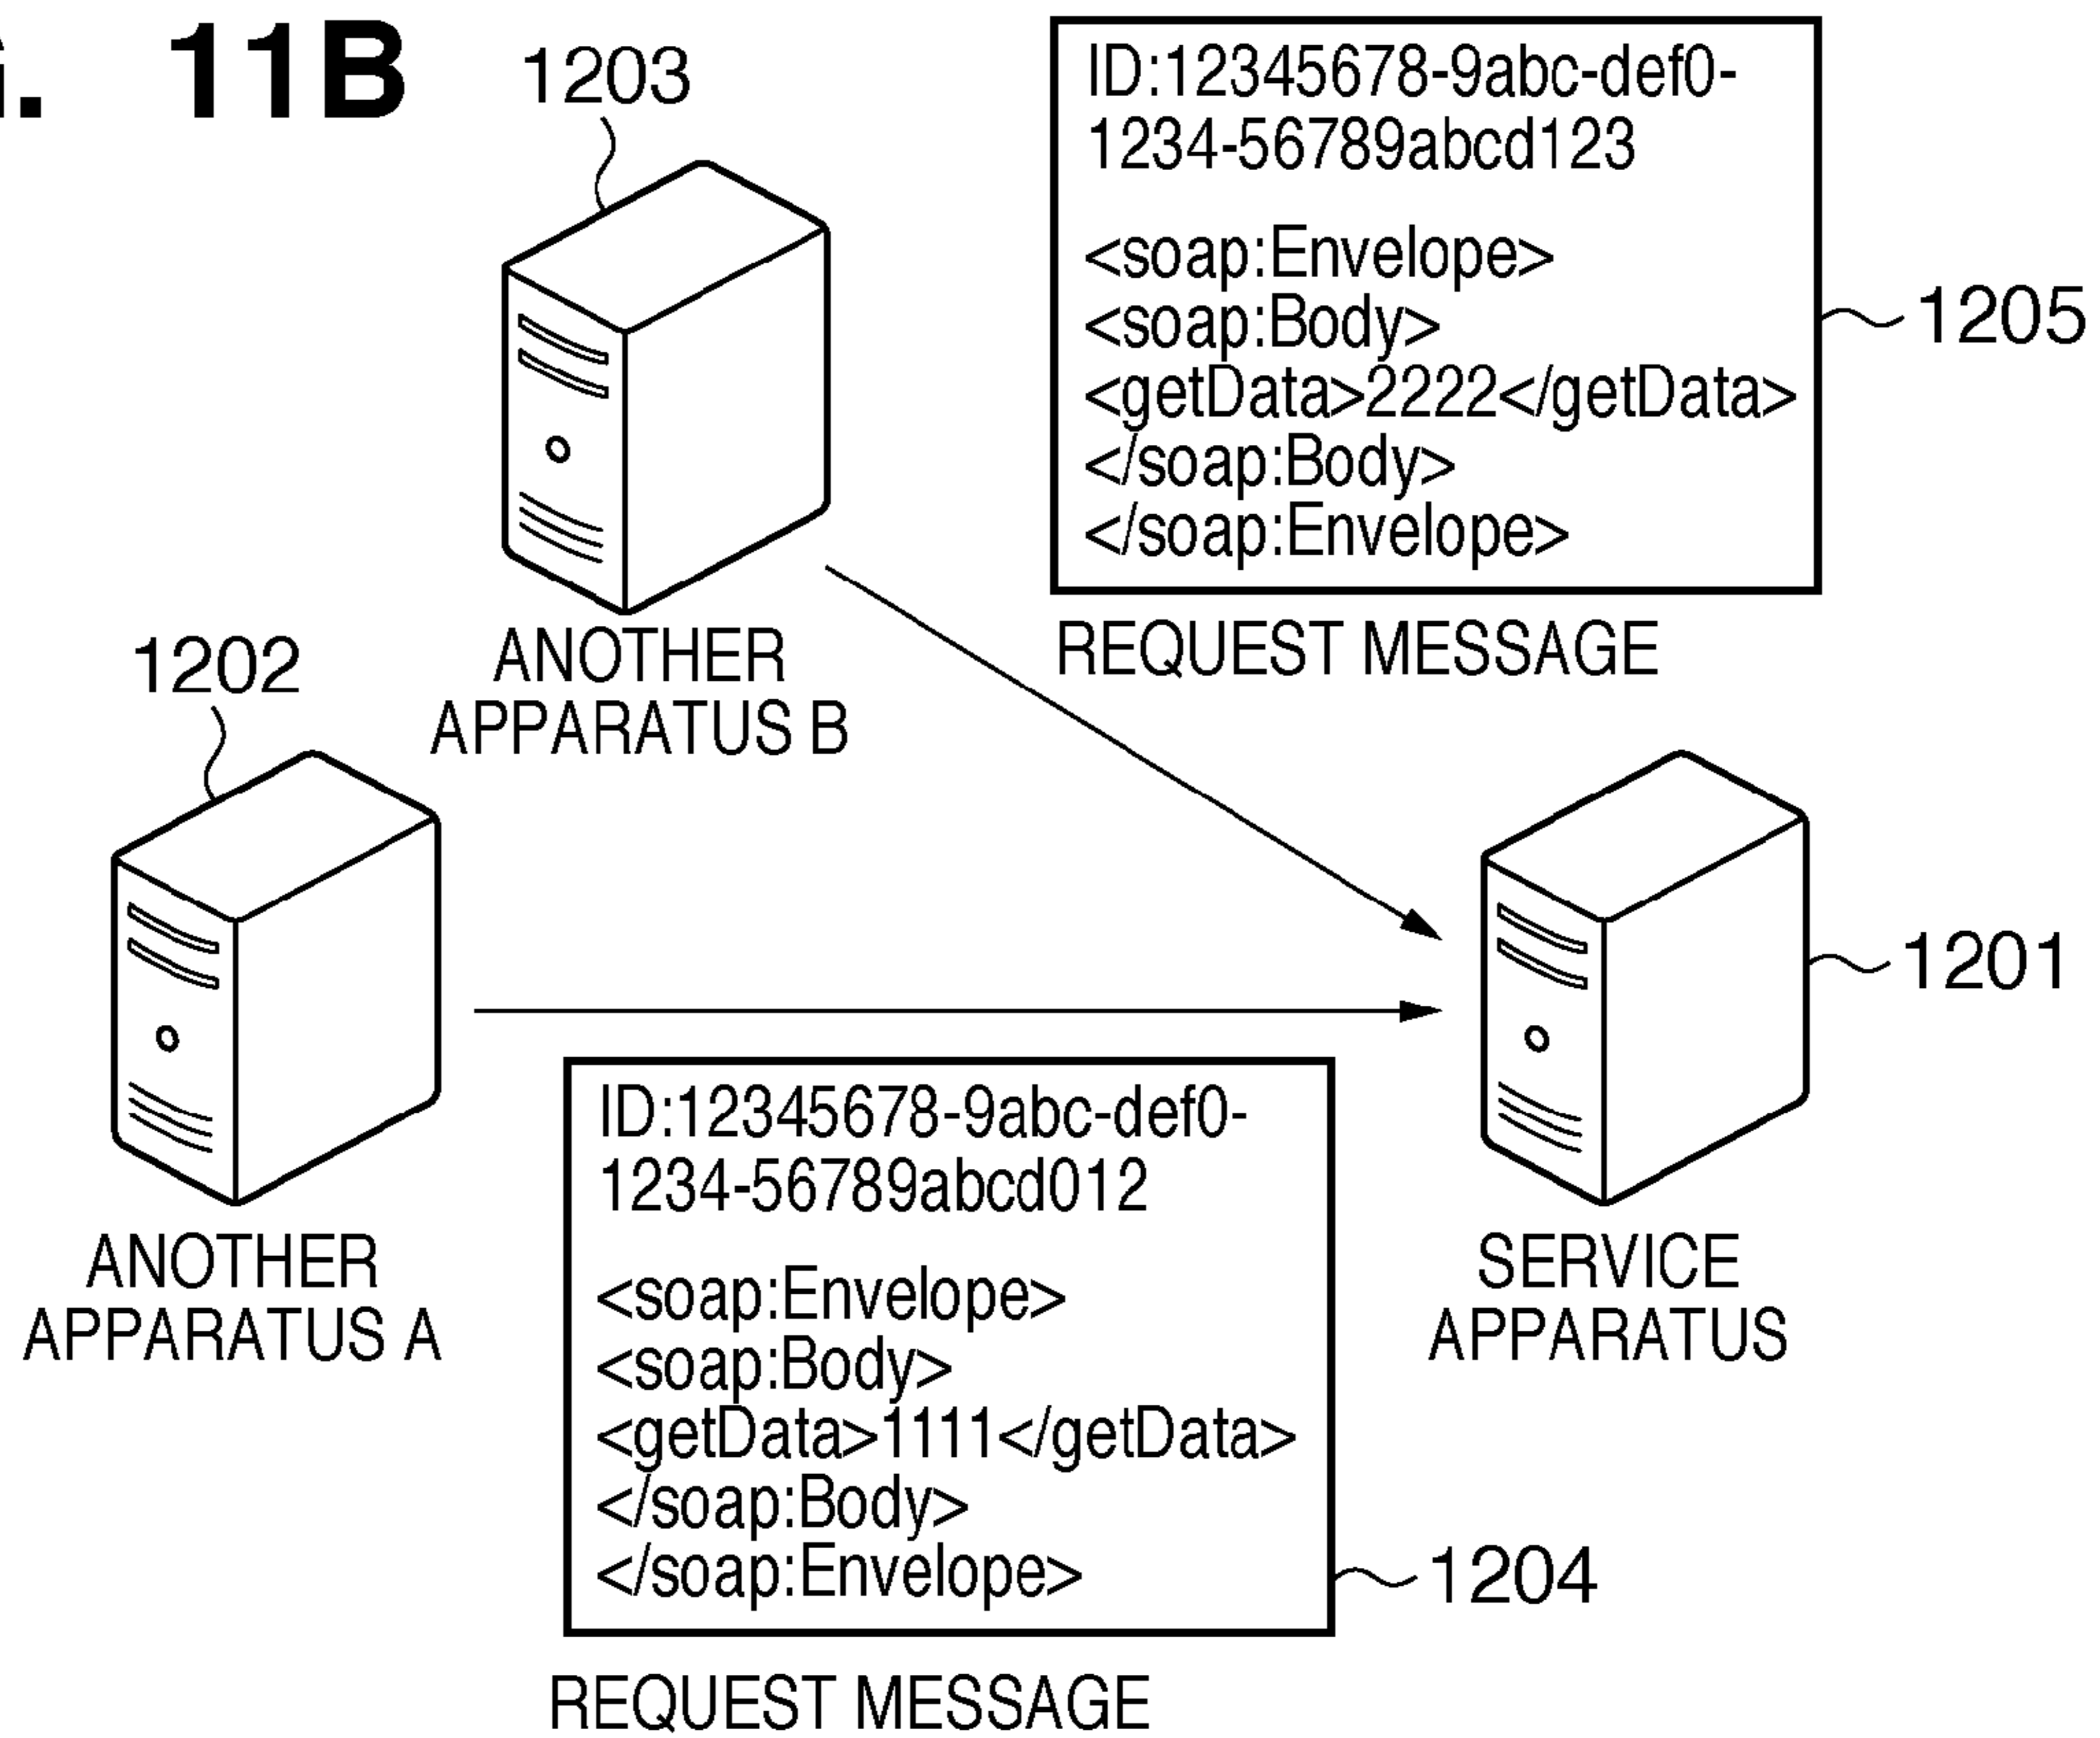 11B
1203
ID:12345678-9abc-def0-
1234-56789abcd123
<soap:Envelope>
<soap:Body>
<getData>2222</getData>
</soap:Body>
</soap:Envelope>
1205
ANOTHER
APPARATUS B
REQUEST MESSAGE
1202
1201
ANOTHER
APPARATUS A
ID:12345678-9abc-def0-
1234-56789abcd012
<soap:Envelope>
<soap:Body>
<getData>1111</getData>
</soap:Body>
</soap:Envelope>
1204
SERVICE
APPARATUS
REQUEST MESSAGE